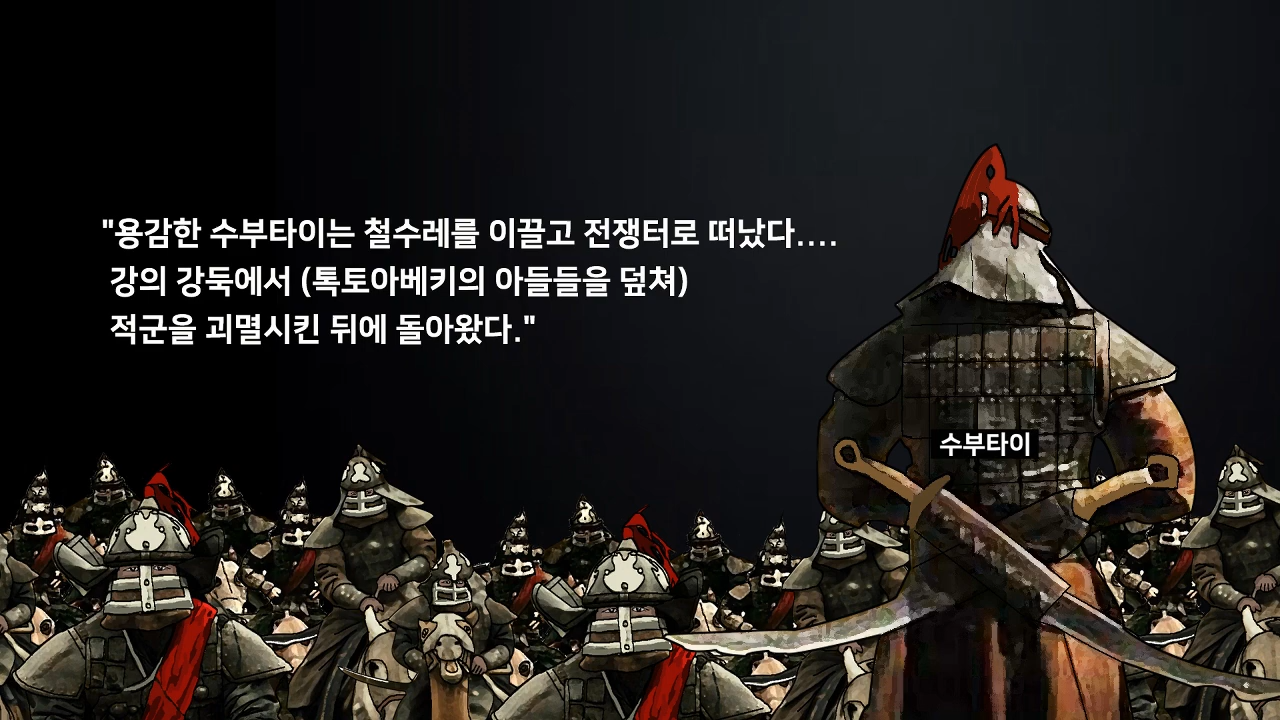 "용감한 수부타이는 철수레를 이끌고 전쟁터로 떠났다....
강의 강둑에서 (톡토아베키의 아들들을 덮쳐)
적군을 괴멸시킨 뒤에 돌아왔다."
수부타이